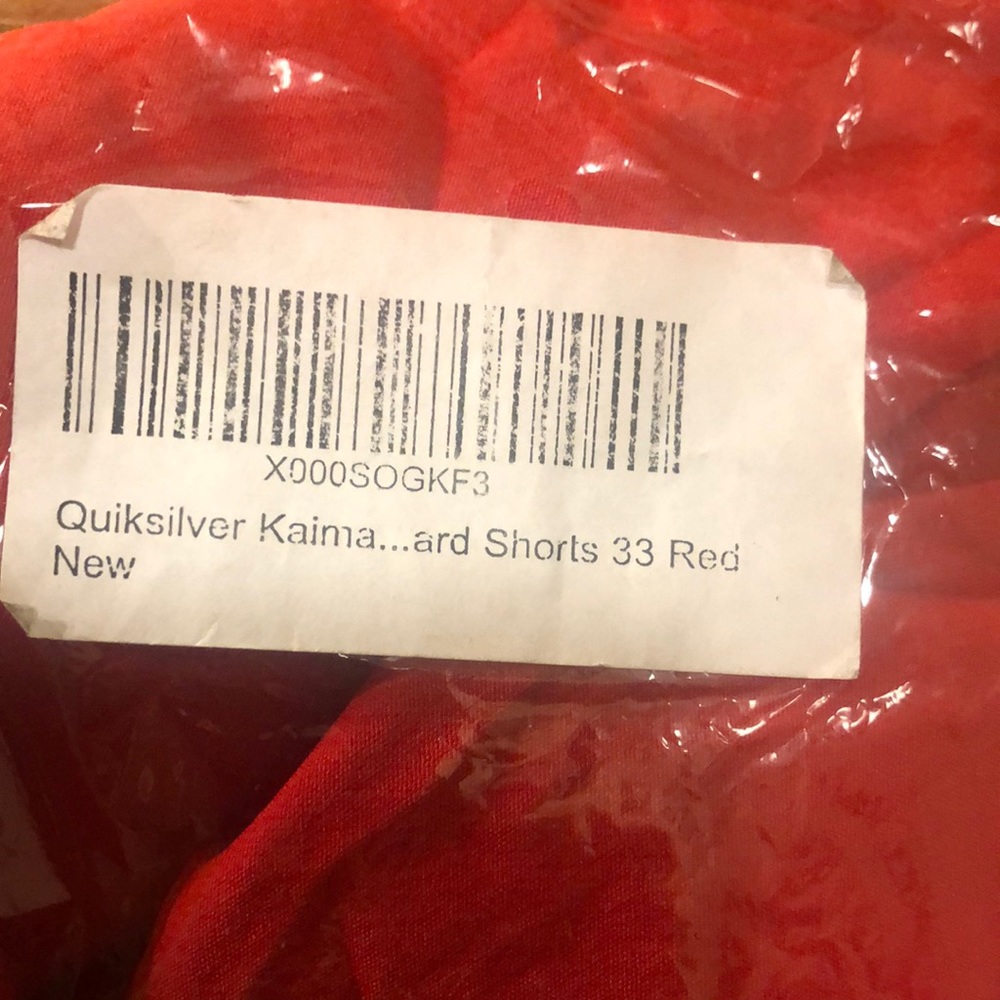 X000SOGKF3
Quiksilver Kaima...ard Shorts 33 Red
New